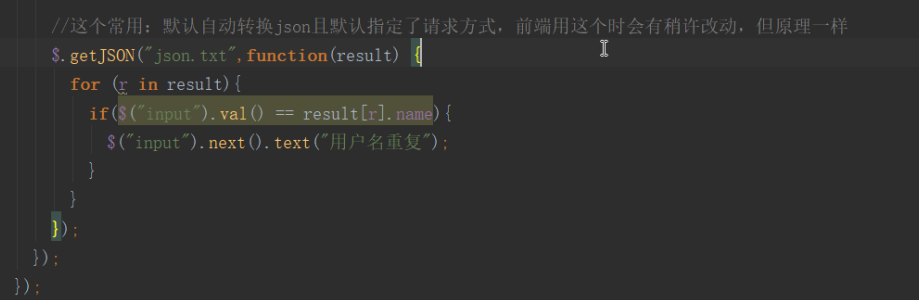 //这个常用：默认自动转换json且默认指定了请求方式，前端用这个时会有稍许改动，但原理一样
$.getJSON("json.txt",function(result) {
for (r in result){
if($("input").val() == result[r].name){
$("input").next().text("用户名重复");
}
}
});
});
});